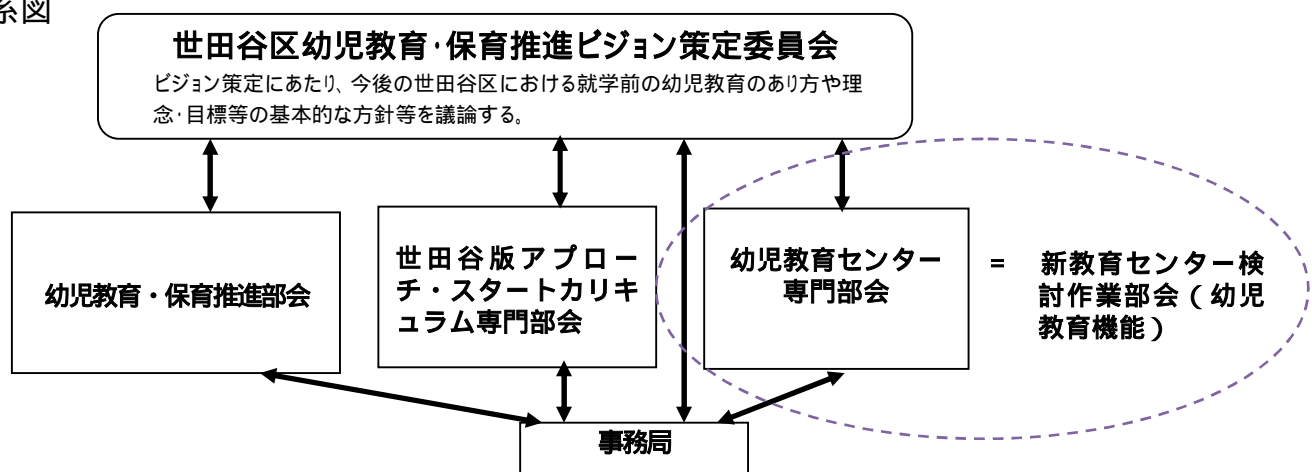 系図
世田谷区幼児教育･保育推進ビジョン策定委員会
ビジョン策定にあたり、今後の世田谷区における就学前の幼児教育のあり方や理
念･目標等の基本的な方針等を議論する。
幼児教育・保育推進部会
世田谷版アプロー
チ・スタートカリキ
ュラム専門部会
幼児教育センター
専門部会
=
新教育センター検
討作業部会（幼児
教育機能）
事務局